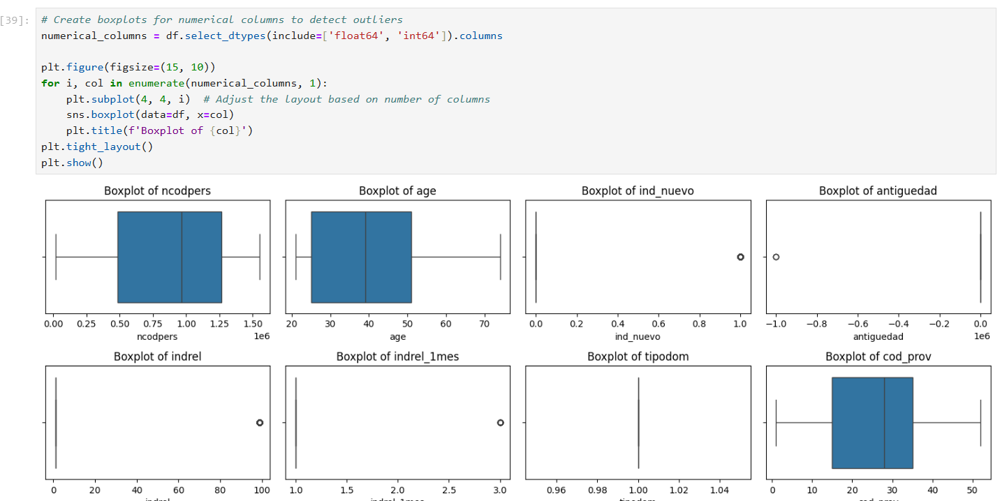 [39]:
# Create boxplots for numerical columns to detect outliers
numerical_columns = df.select_dtypes(include=['float64', 'int64']).columns
plt.figure(figsize=(15, 10))
for i, col in enumerate(numerical_columns, 1):
    plt.subplot(4, 4, i)  # Adjust the layout based on number of columns
    sns.boxplot(data=df, x=col)
    plt.title(f'Boxplot of {col}')
plt.tight_layout()
plt.show()
Boxplot of ncodpers
0.00 0.25 0.50 0.75 1.00 1.25 1.50
ncodpers
1e6
Boxplot of age
20 30 40 50 60 70
age
Boxplot of ind_nuevo
0.0 0.2 0.4 0.6 0.8 1.0
ind_nuevo
Boxplot of antiguedad
−1.0 −0.8 −0.6 −0.4 −0.2 0.0
antiguedad
1e6
Boxplot of indrel
0 20 40 60 80 100
indrel
Boxplot of indrel_1mes
1.0 1.5 2.0 2.5 3.0
indrel_1mes
Boxplot of tipodom
0.96 0.98 1.00 1.02 1.04
tipodom
Boxplot of cod_prov
0 10 20 30 40 50
cod_prov